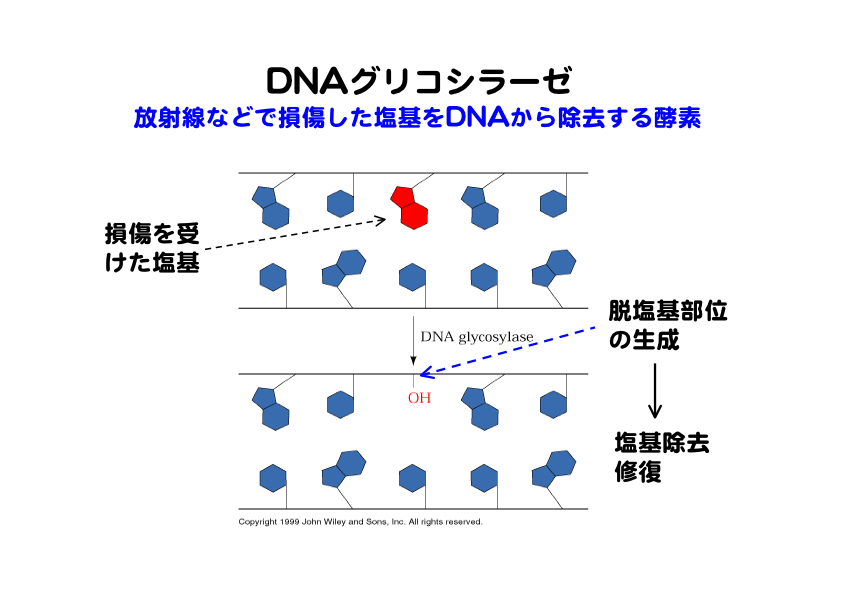 DNAグリコシラーゼ
放射線などで損傷した塩基をDNAから除去する酵素
損傷を受
けた塩基
DNA glycosylase
脱塩基部位
の生成
OH
塩基除去
修復
Copyright 1999 John Wiley and Sons, Inc. All rights reserved.